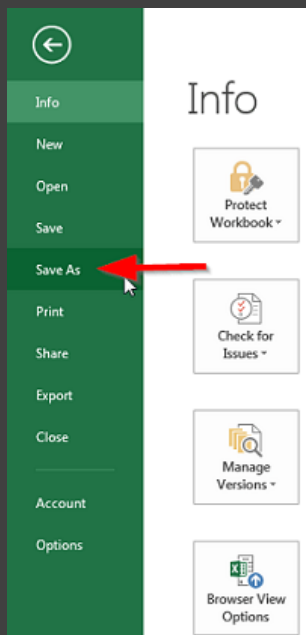 Info
New
Open
Save
Save As
Print
Share
Export
Close
Account
Options
Info
Protect
Workbook
Check for
Issues
Manage
Versions
Browser View
Options